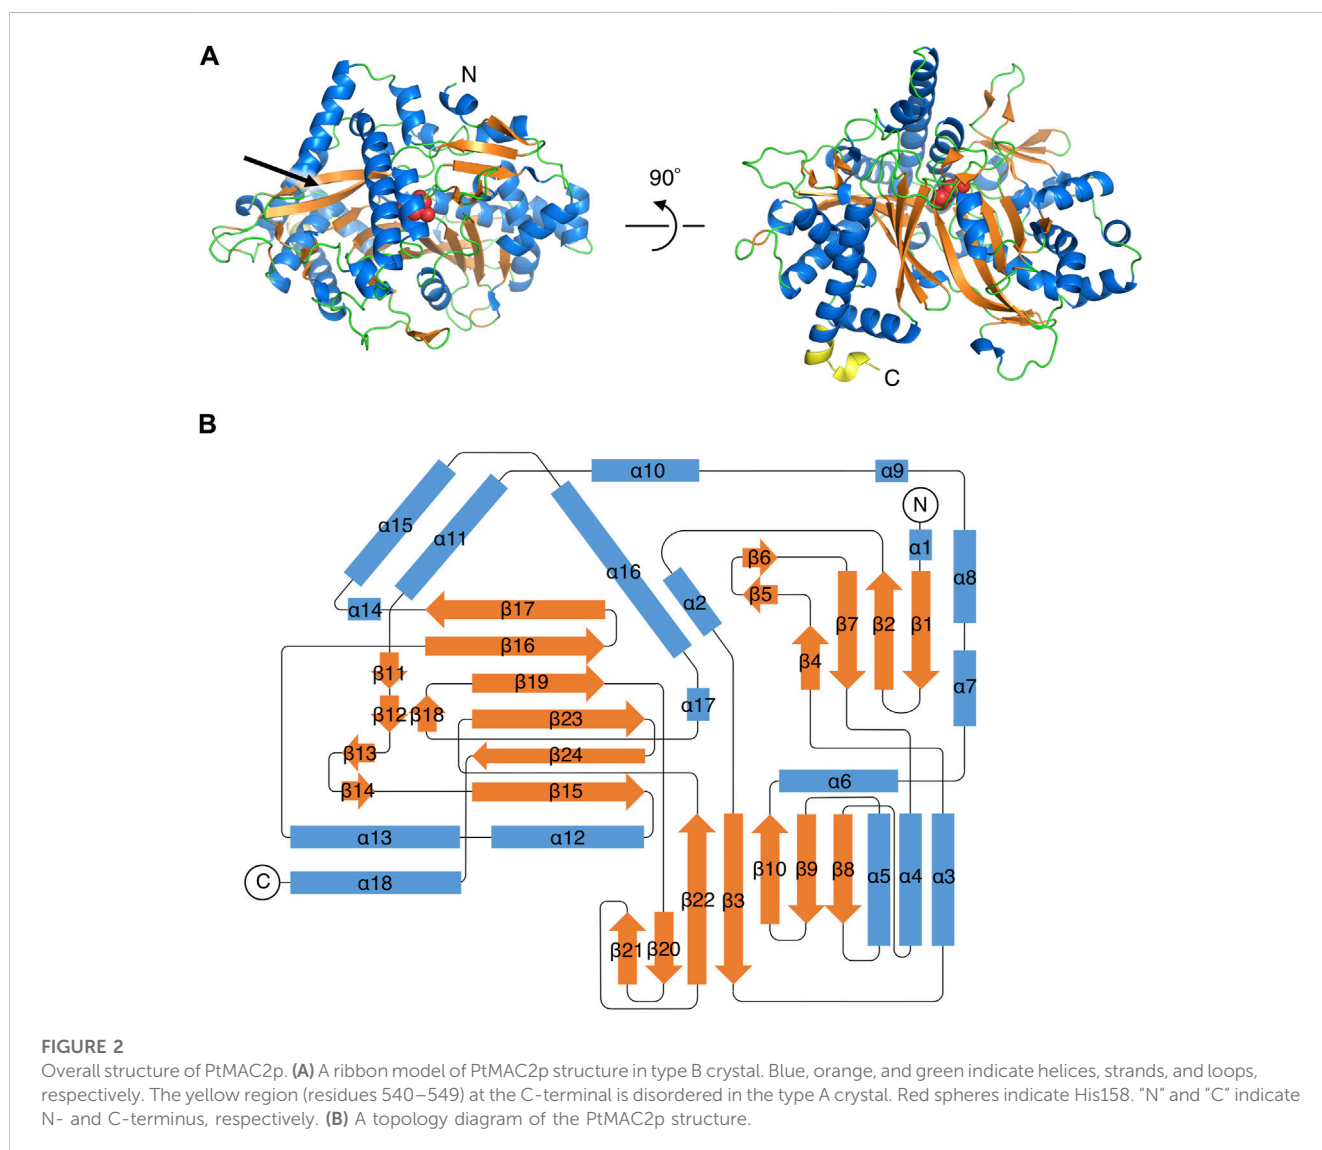 A
N
90°
C
B
α10
α9
N
α15
α11
α1
β6
α16
α8
α2
β5
α14
β17
β7
β2
β1
β16
β4
β11
β19
α7
α17
β12
β18
β23
β13
β24
α6
β14
β15
α13
α12
β10
β9
β8
α5
α4
α3
C
α18
β22
β3
β21
β20
FIGURE 2
Overall structure of PtMAC2p. (A) A ribbon model of PtMAC2p structure in type B crystal. Blue, orange, and green indicate helices, strands, and loops,
respectively. The yellow region (residues 540–549) at the C-terminal is disordered in the type A crystal. Red spheres indicate His158. “N” and “C” indicate
N- and C-terminus, respectively. (B) A topology diagram of the PtMAC2p structure.